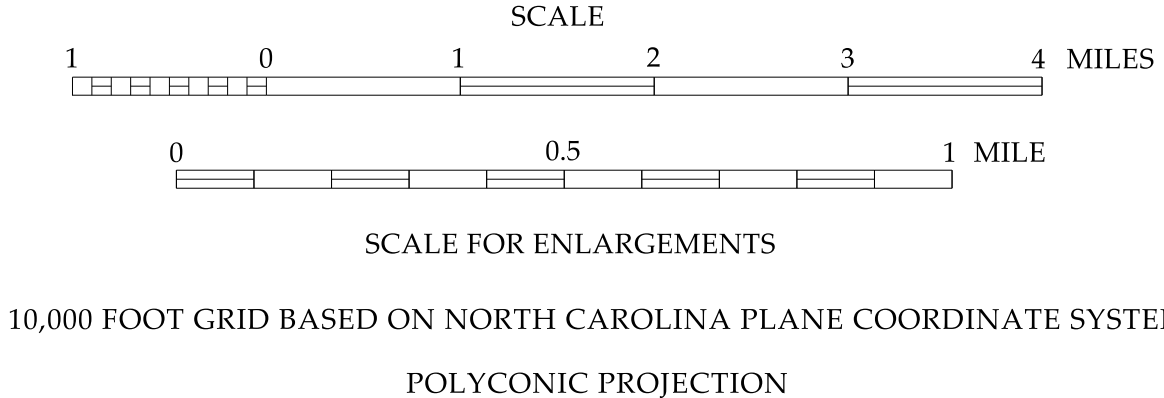 SCALE
1 0 1 2 3 4 MILES
0 0.5 1 MILE
SCALE FOR ENLARGEMENTS
10,000 FOOT GRID BASED ON NORTH CAROLINA PLANE COORDINATE SYSTE
POLYCONIC PROJECTION